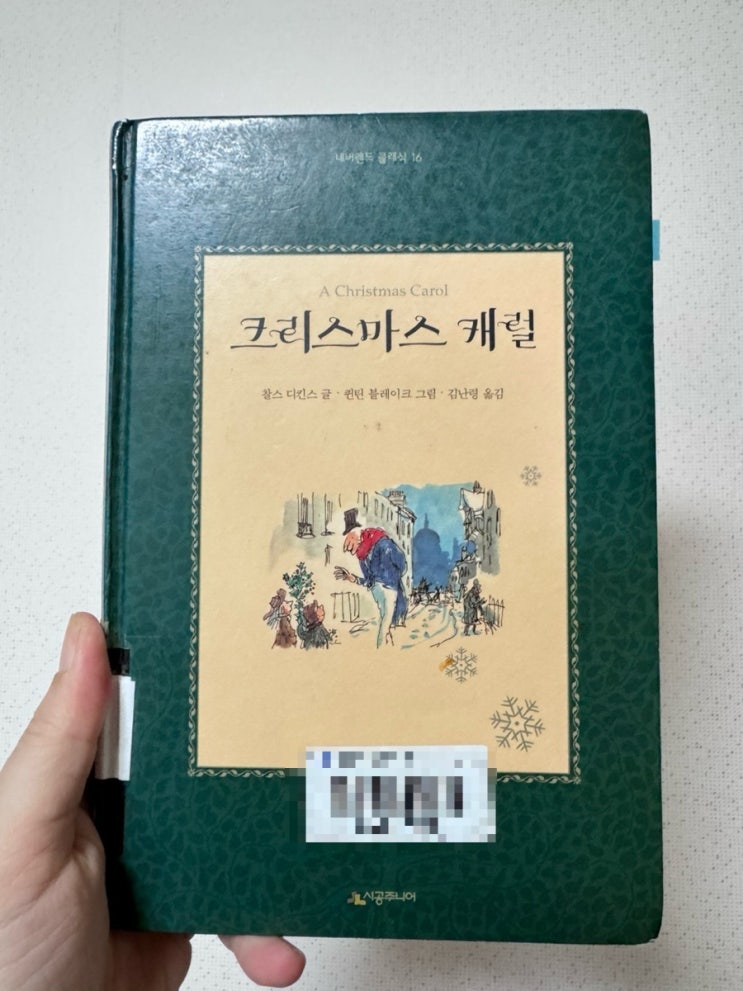 네버랜드 클래식 16
A Christmas Carol
크리스마스 캐럴
찰스 디킨스 글 · 퀸틴 블레이크 그림 · 김난령 옮김
시공주니어